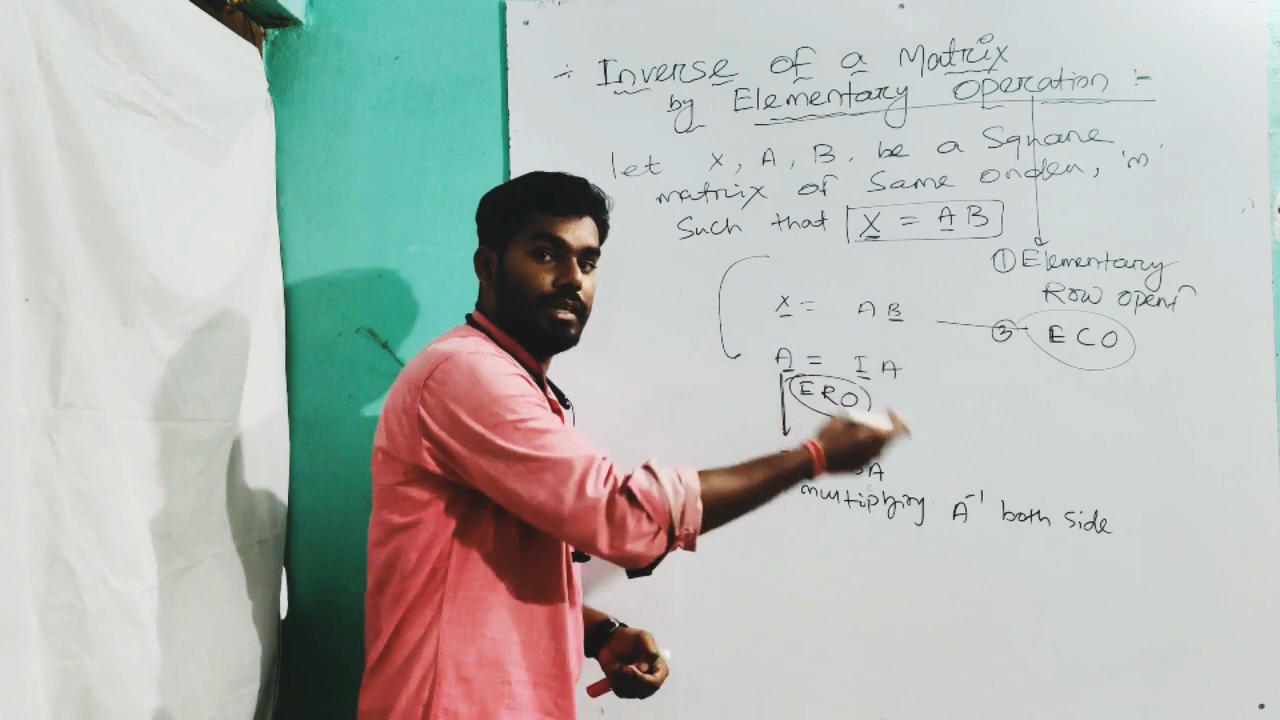 ÷ Inverse of a Matrix
by Elementary Operation :-
let X, A, B, be a Square
matrix of Same order, 'n'
Such that X = AB
① Elementary
Row
X = AB
② ECO
A = IA
ERO
A
multiplying A⁻¹ both side